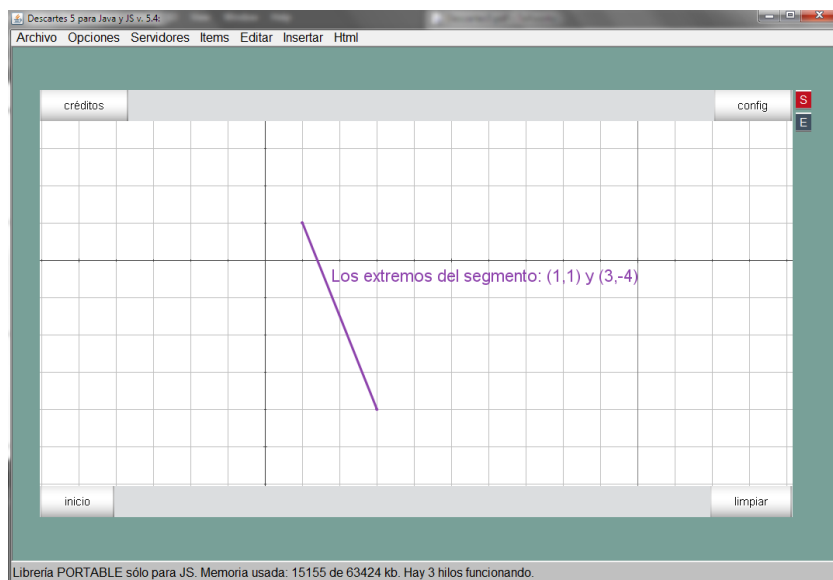 Descartes 5 para Java y JS v. 5.4:
Archivo Opciones Servidores Items Editar Insertar Html
créditos
config
S
E
Los extremos del segmento: (1,1) y (3,-4)
inicio
limpiar
Librería PORTABLE sólo para JS. Memoria usada: 15155 de 63424 kb. Hay 3 hilos funcionando.